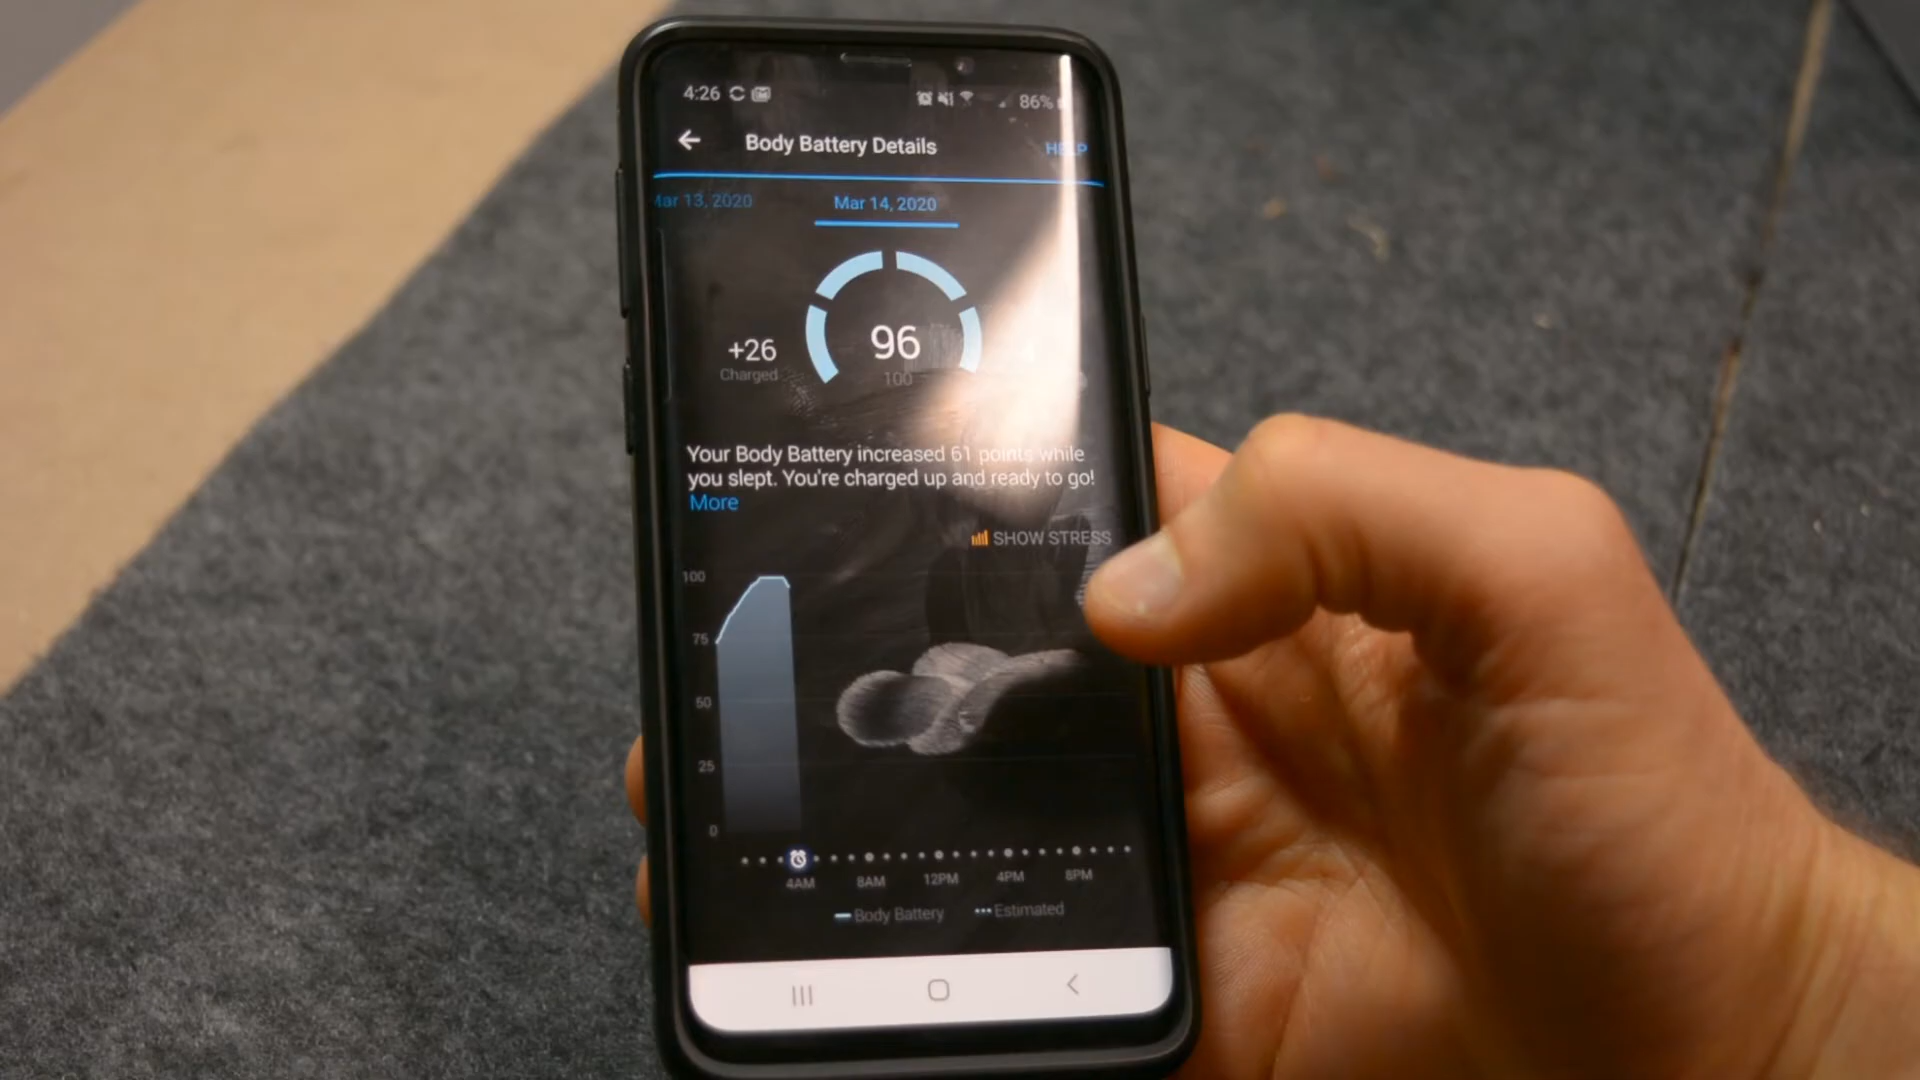 4:26 86%
Body Battery Details HELP
Mar 13, 2020 Mar 14, 2020
96
+26
Charged 100
Your Body Battery increased 61 points while
you slept. You're charged up and ready to go!
More
SHOW STRESS
100
75
50
25
0
4AM 8AM 12PM 4PM 8PM
Body Battery Estimated